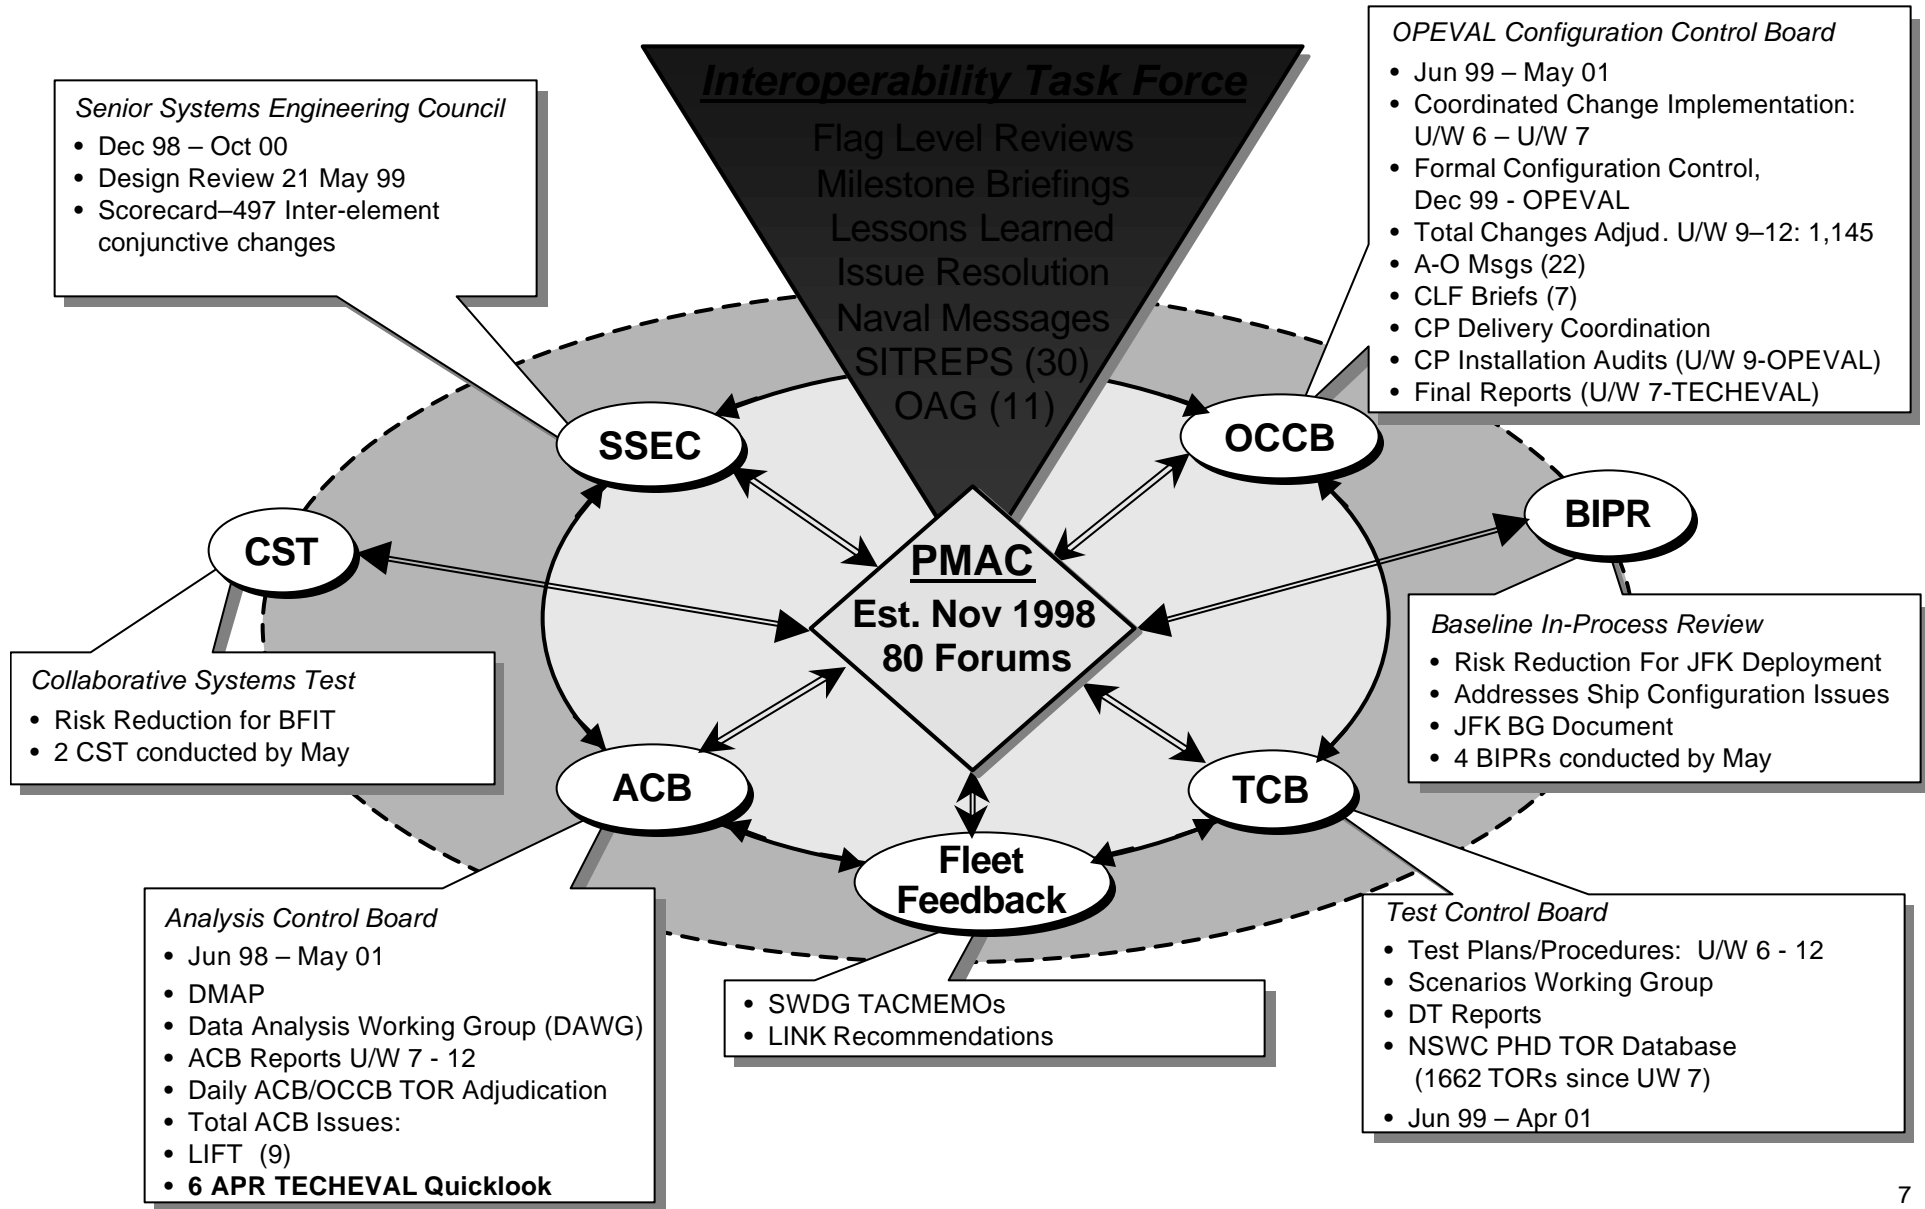 Interoperability Task Force
Flag Level Reviews
Milestone Briefings
Lessons Learned
Issue Resolution
Naval Messages
SITREPS (30)
OAG (11)
Senior Systems Engineering Council
• Dec 98 – Oct 00
• Design Review 21 May 99
• Scorecard–497 Inter-element
conjunctive changes
OPEVAL Configuration Control Board
• Jun 99 – May 01
• Coordinated Change Implementation:
U/W 6 – U/W 7
• Formal Configuration Control,
Dec 99 - OPEVAL
• Total Changes Adjud. U/W 9–12: 1,145
• A-O Msgs (22)
• CLF Briefs (7)
• CP Delivery Coordination
• CP Installation Audits (U/W 9-OPEVAL)
• Final Reports (U/W 7-TECHEVAL)
SSEC
OCCB
CST
BIPR
PMAC
Est. Nov 1998
80 Forums
Collaborative Systems Test
• Risk Reduction for BFIT
• 2 CST conducted by May
Baseline In-Process Review
• Risk Reduction For JFK Deployment
• Addresses Ship Configuration Issues
• JFK BG Document
• 4 BIPRs conducted by May
ACB
TCB
Fleet
Feedback
Analysis Control Board
• Jun 98 – May 01
• DMAP
• Data Analysis Working Group (DAWG)
• ACB Reports U/W 7 - 12
• Daily ACB/OCCB TOR Adjudication
• Total ACB Issues:
• LIFT (9)
• 6 APR TECHEVAL Quicklook
• SWDG TACMEMOs
• LINK Recommendations
Test Control Board
• Test Plans/Procedures: U/W 6 - 12
• Scenarios Working Group
• DT Reports
• NSWC PHD TOR Database
(1662 TORs since UW 7)
• Jun 99 – Apr 01
7